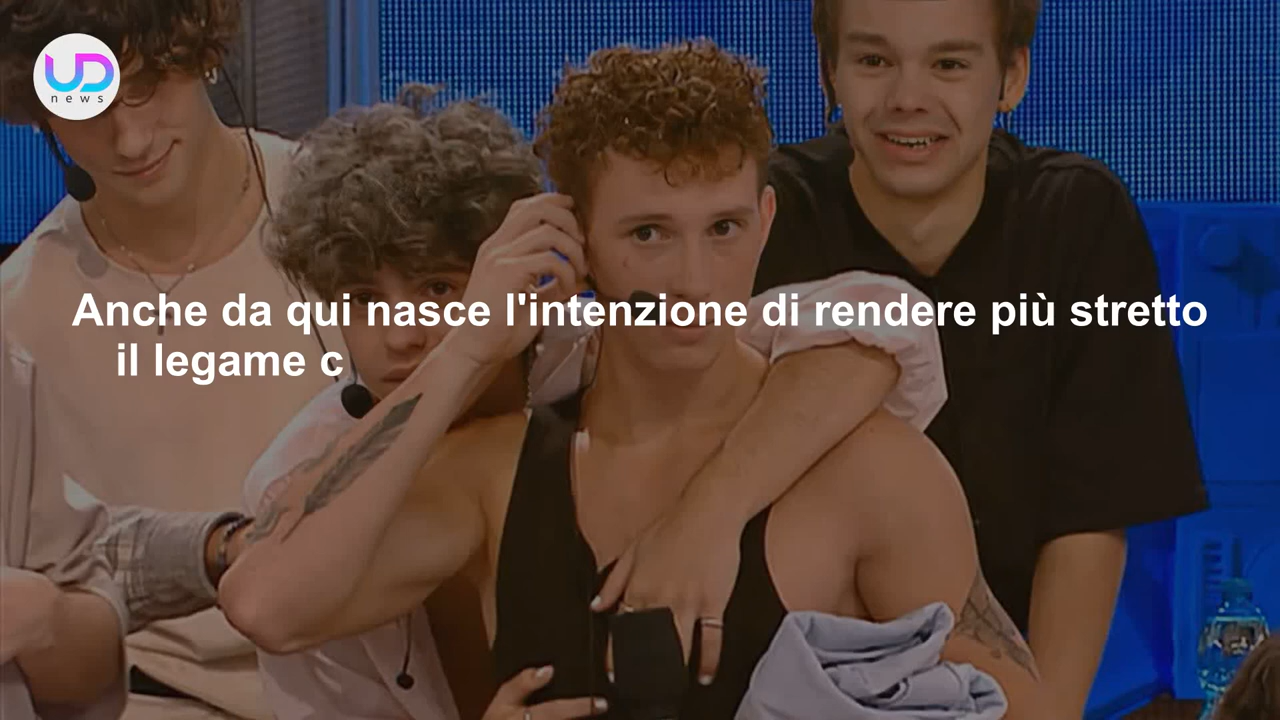 UD
news
Anche da qui nasce l'intenzione di rendere più stretto
il legame c